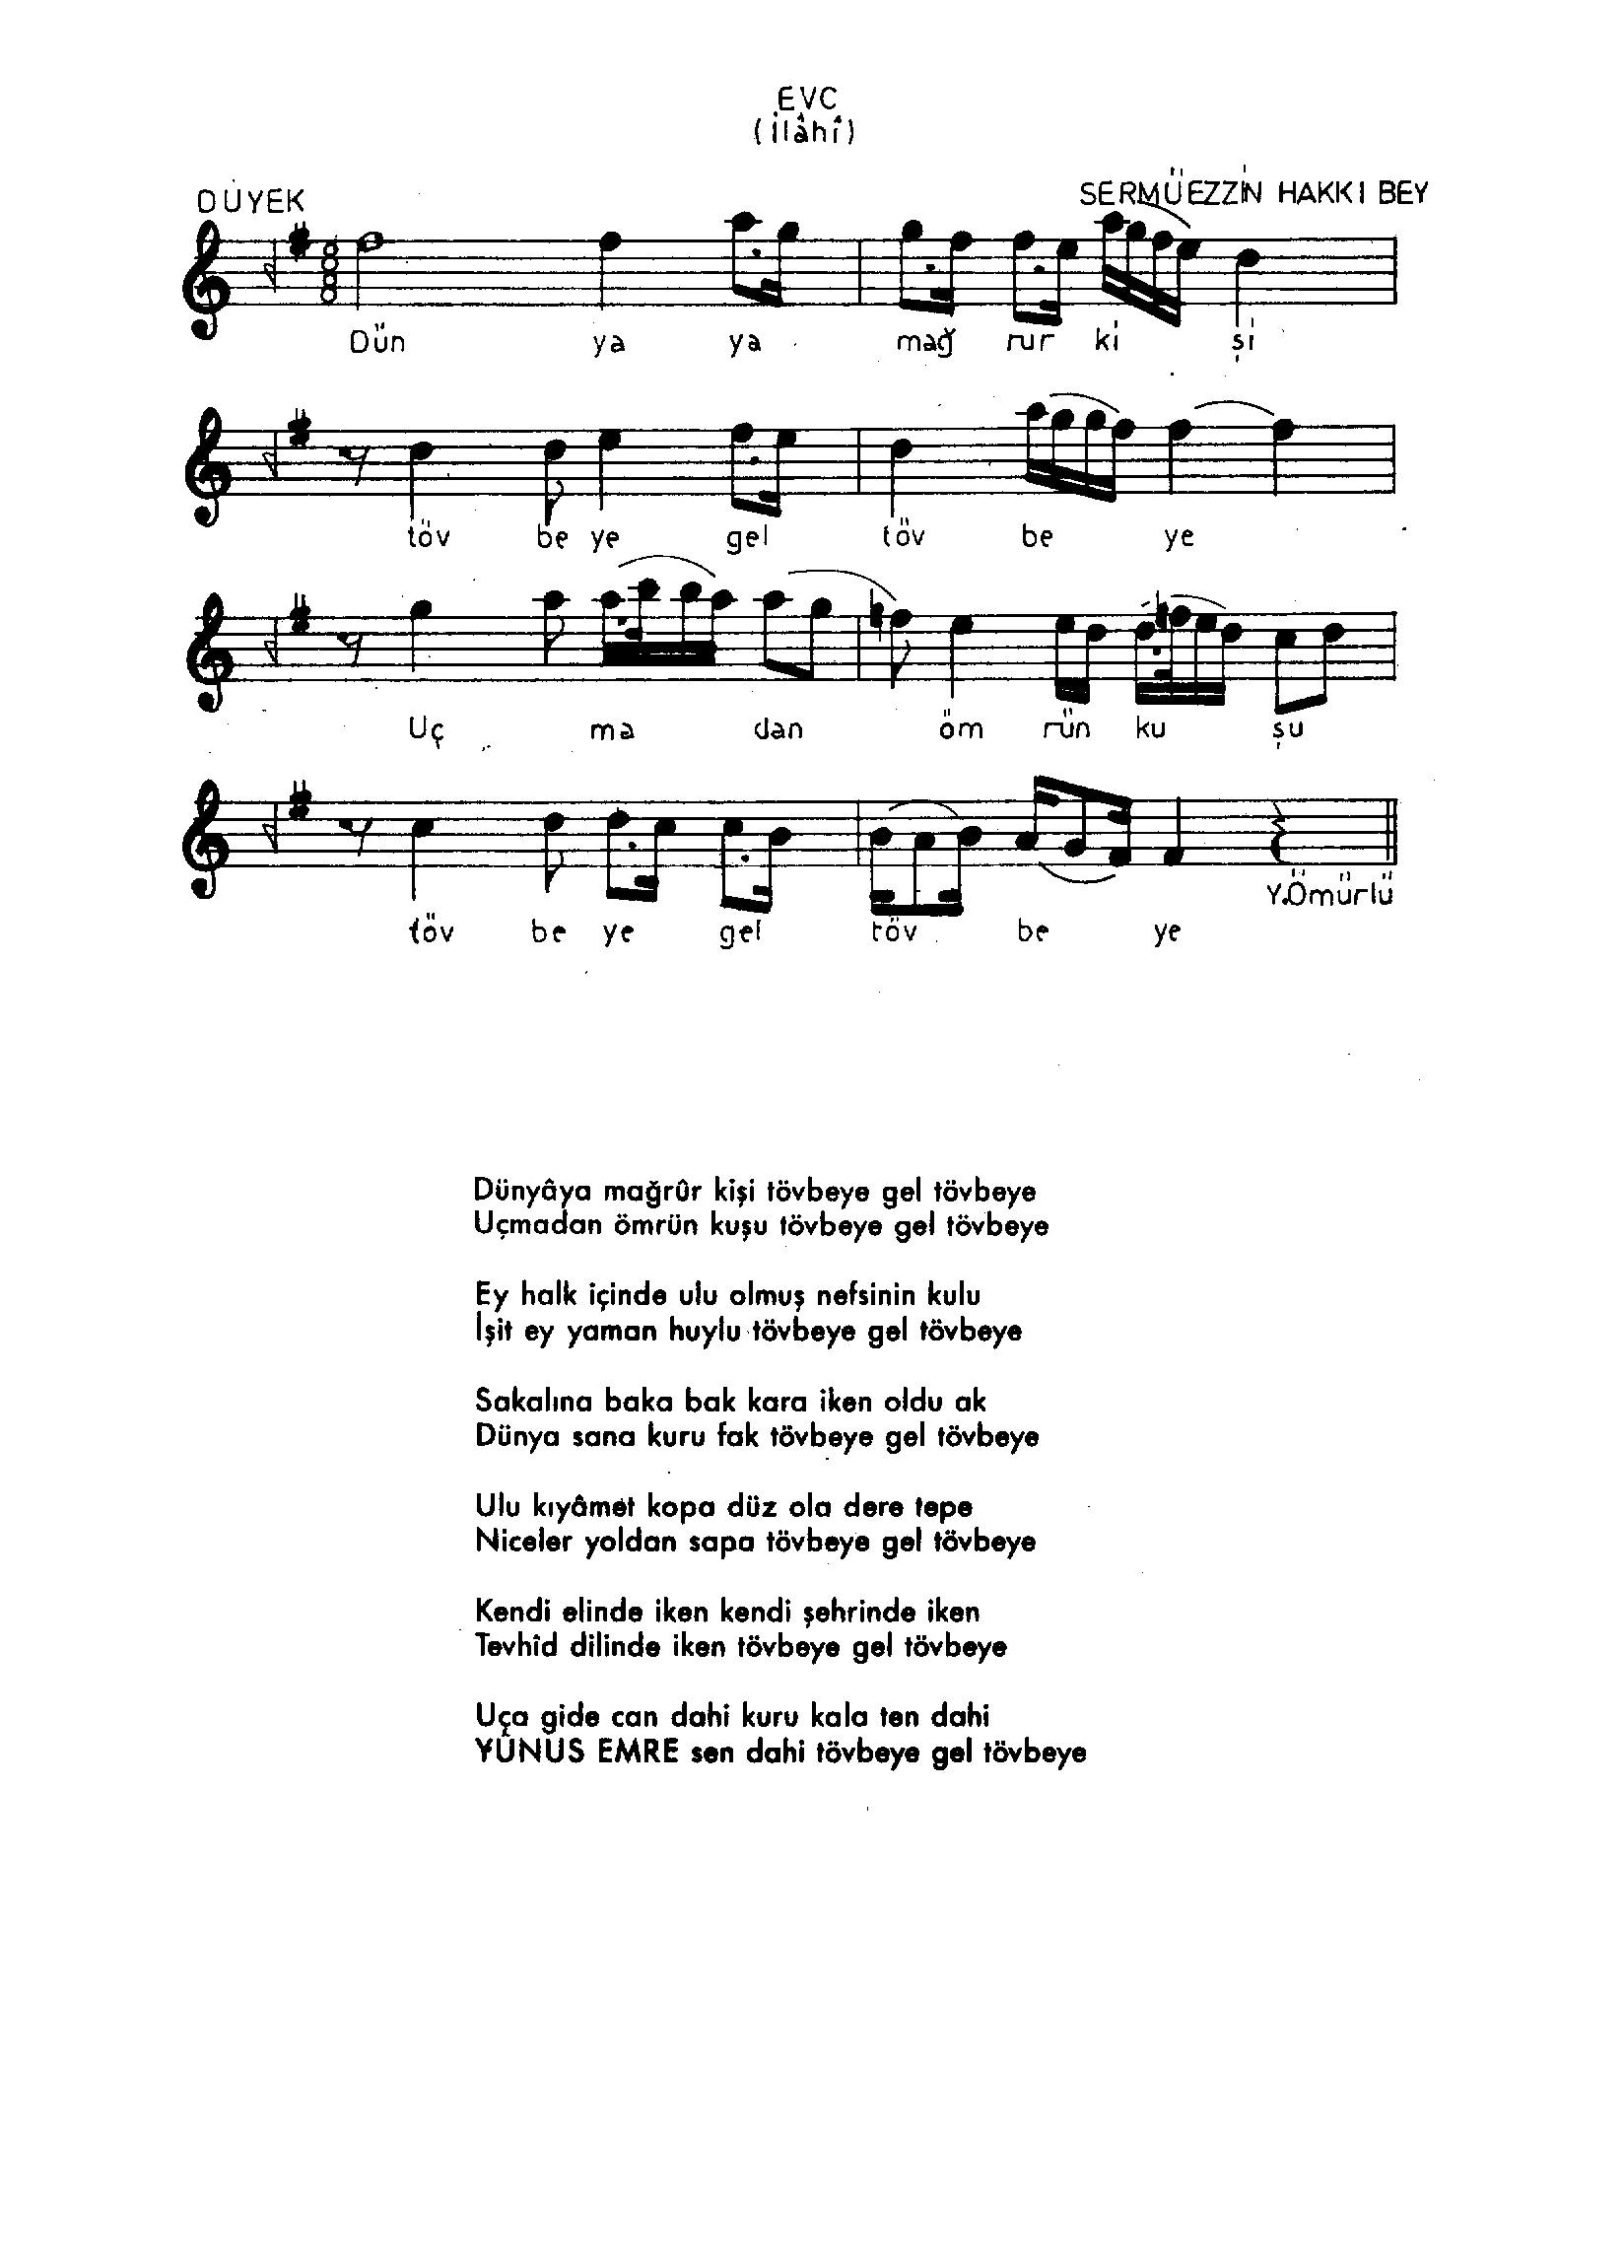 EVC
(İlâhî)
DÜYEK
SERMÜEZZİN HAKKI BEY
8
8
Dün ya ya mağ rur ki şi
töv be ye gel töv be ye
Uç ma dan öm rün ku şu
töv be ye gel töv be ye
Y.Ömürlü
Dünyâya mağrûr kişi tövbeye gel tövbeye
Uçmadan ömrün kuşu tövbeye gel tövbeye
Ey halk içinde ulu olmuş nefsinin kulu
İşit ey yaman huylu tövbeye gel tövbeye
Sakalına baka bak kara iken oldu ak
Dünya sana kuru fak tövbeye gel tövbeye
Ulu kıyâmet kopa düz ola dere tepe
Niceler yoldan sapa tövbeye gel tövbeye
Kendi elinde iken kendi şehrinde iken
Tevhîd dilinde iken tövbeye gel tövbeye
Uça gide can dahi kuru kala ten dahi
YÛNUS EMRE sen dahi tövbeye gel tövbeye